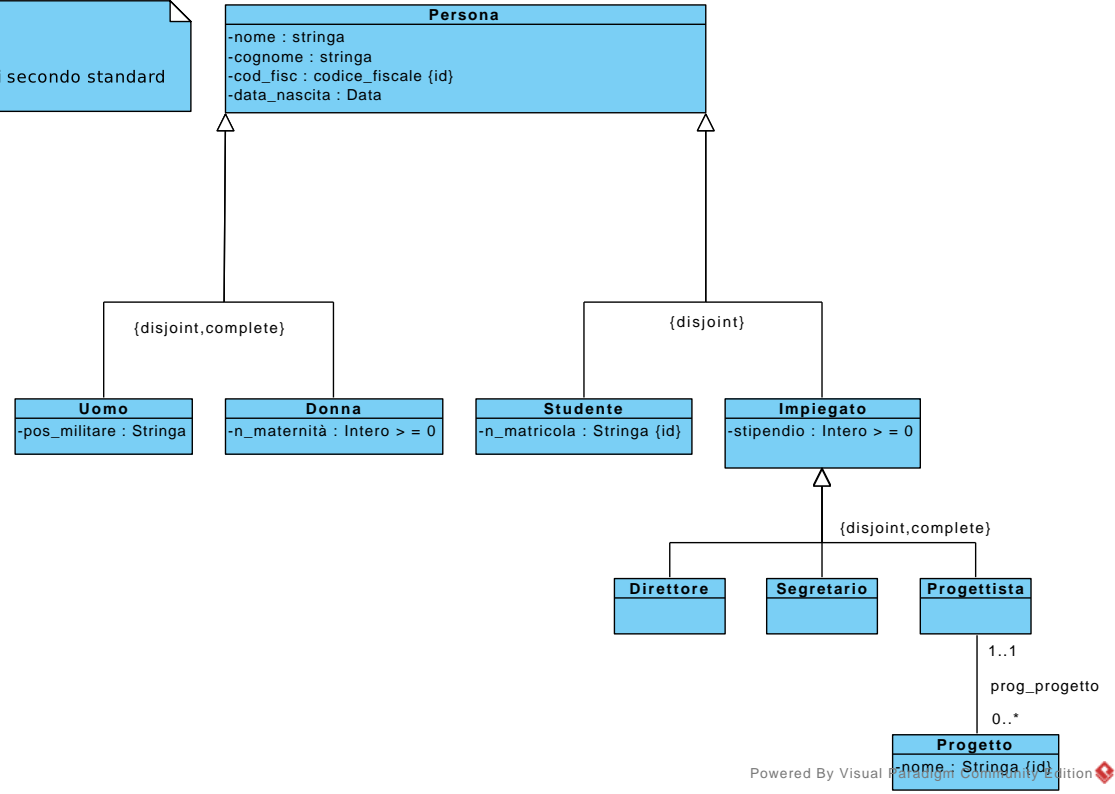 i secondo standard
Persona
-nome : stringa
-cognome : stringa
-cod_fisc : codice_fiscale {id}
-data_nascita : Data
{disjoint,complete}
{disjoint}
Uomo
-pos_militare : Stringa
Donna
-n_maternità : Intero > = 0
Studente
-n_matricola : Stringa {id}
Impiegato
-stipendio : Intero > = 0
{disjoint,complete}
Direttore
Segretario
Progettista
1..1
prog_progetto
0..*
Progetto
-nome : Stringa {id}
Powered By Visual Paradigm Community Edition